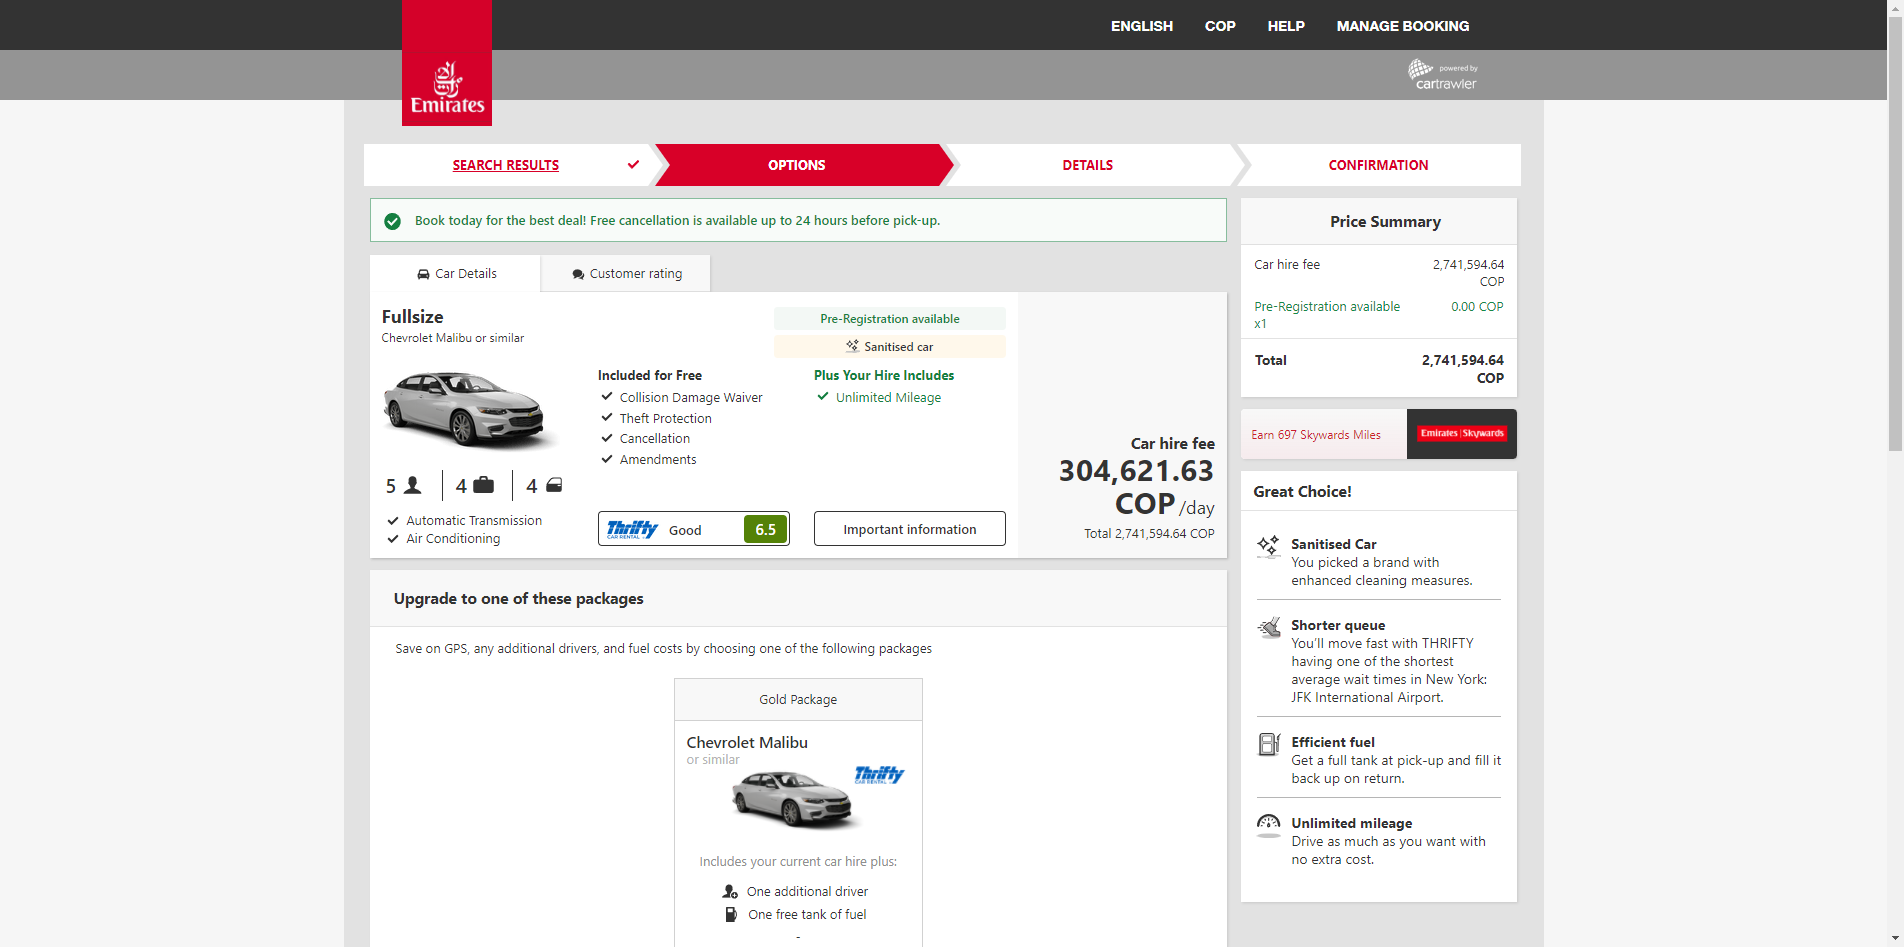 ENGLISH COP HELP MANAGE BOOKING
Emirates
powered by
cartrawler
SEARCH RESULTS OPTIONS DETAILS CONFIRMATION
Book today for the best deal! Free cancellation is available up to 24 hours before pick-up.
Car Details Customer rating
Fullsize
Chevrolet Malibu or similar
Pre-Registration available
Sanitised car
Included for Free
Collision Damage Waiver
Theft Protection
Cancellation
Amendments
Plus Your Hire Includes
Unlimited Mileage
5 4 4
Automatic Transmission
Air Conditioning
Thrifty
CAR RENTAL
Good 6.5
Important information
Car hire fee
304,621.63
COP /day
Total 2,741,594.64 COP
Upgrade to one of these packages
Save on GPS, any additional drivers, and fuel costs by choosing one of the following packages
Gold Package
Chevrolet Malibu
or similar
Thrifty
CAR RENTAL
Includes your current car hire plus:
One additional driver
One free tank of fuel
Price Summary
Car hire fee 2,741,594.64
COP
Pre-Registration available 0.00 COP
x1
Total 2,741,594.64
COP
Earn 697 Skywards Miles
Emirates | Skywards
Great Choice!
Sanitised Car
You picked a brand with
enhanced cleaning measures.
Shorter queue
You'll move fast with THRIFTY
having one of the shortest
average wait times in New York:
JFK International Airport.
Efficient fuel
Get a full tank at pick-up and fill it
back up on return.
Unlimited mileage
Drive as much as you want with
no extra cost.